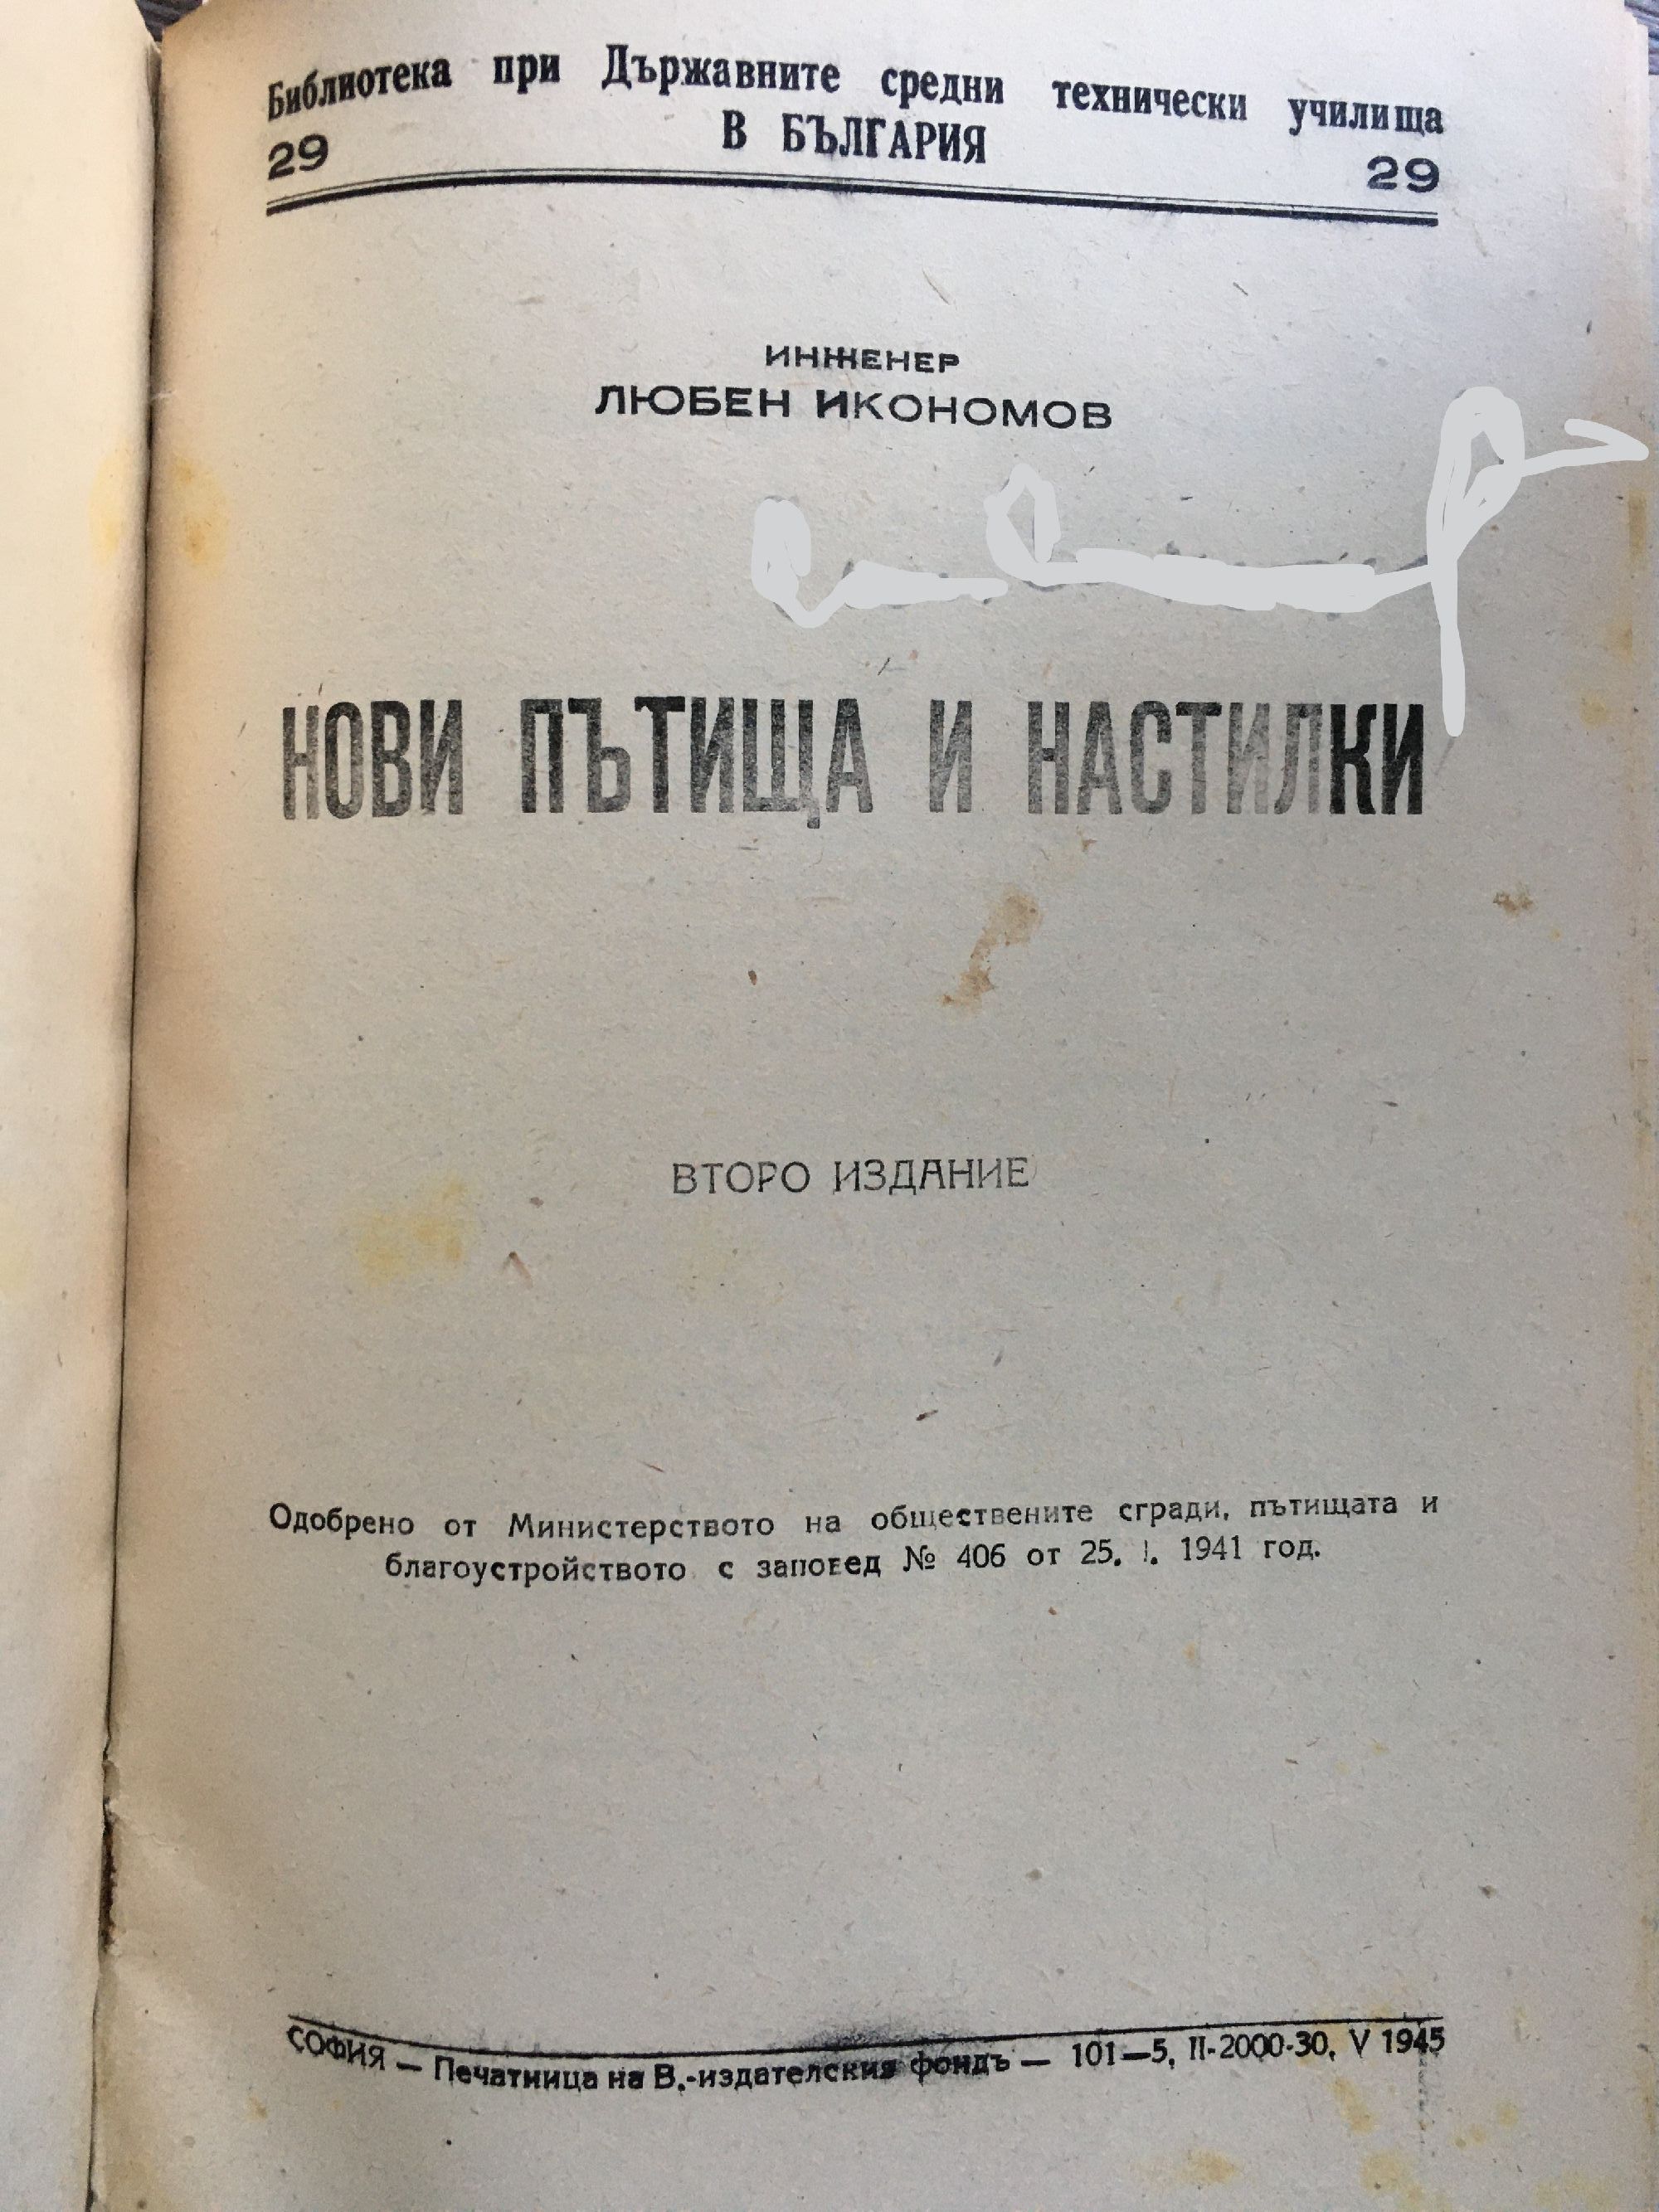 Библиотека при Държавните средни технически училища
В БЪЛГАРИЯ
29 29
ИНЖЕНЕР
ЛЮБЕН ИКОНОМОВ
НОВИ ПЪТИЩА И НАСТИЛКИ
ВТОРО ИЗДАНИЕ
Одобрено от Министерството на обществените сгради, пътищата и
благоустройството с заповед № 406 от 25. I. 1941 год.
СОФИЯ — Печатница на В.-издателския фондъ — 101—5, II-2000-30, V 1945